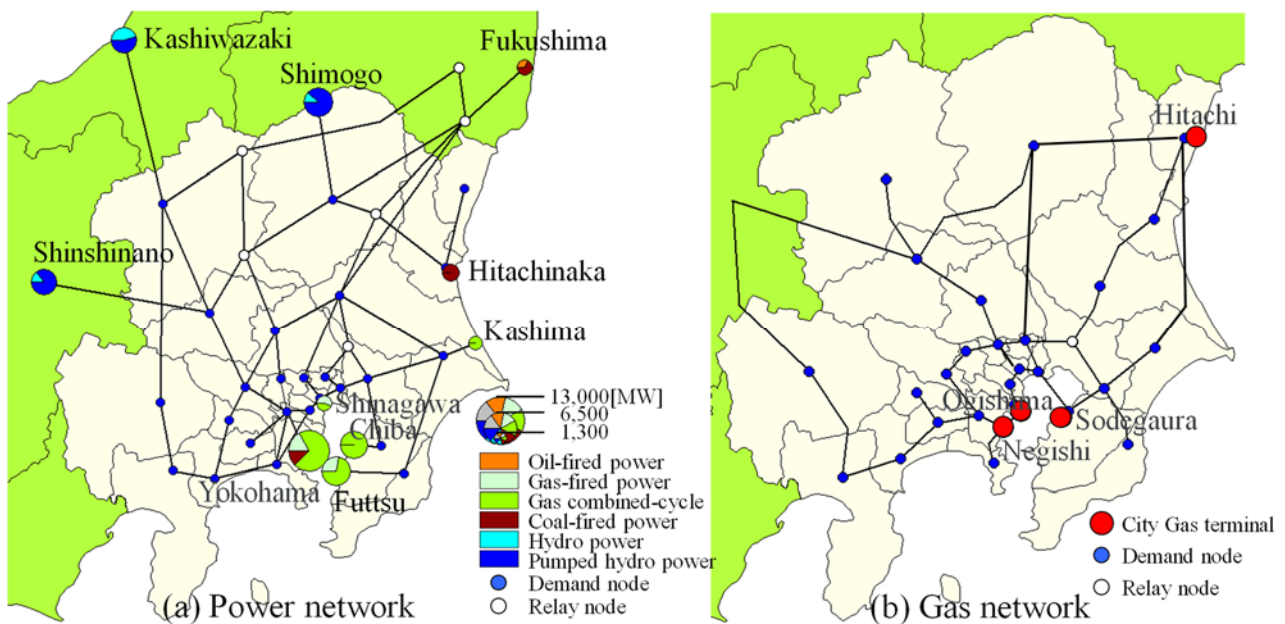 Kashiwazaki
Fukushima
Shimogo
Hitachi
Shinshinano
Hitachinaka
Kashima
Shinagawa
Chiba
Yokohama
Futtsu
13,000[MW]
6,500
1,300
Oil-fired power
Gas-fired power
Gas combined-cycle
Coal-fired power
Hydro power
Pumped hydro power
Demand node
Relay node
(a) Power network
Ogishima
Sodegaura
Negishi
City Gas terminal
Demand node
Relay node
(b) Gas network